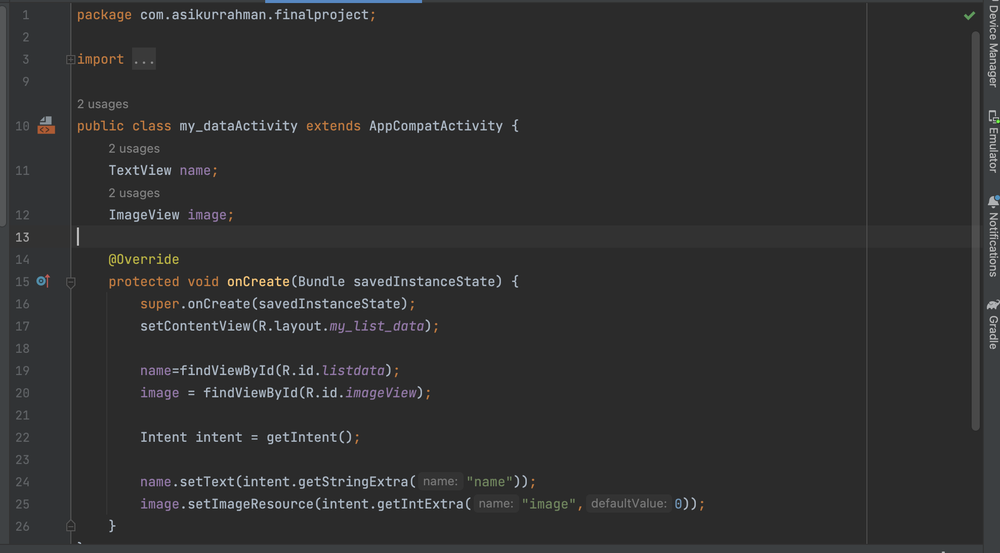 1 package com.asikurrahman.finalproject;
2
3 import ...
9
2 usages
10 public class my_dataActivity extends AppCompatActivity {
2 usages
11 TextView name;
2 usages
12 ImageView image;
13
14 @Override
15 protected void onCreate(Bundle savedInstanceState) {
16 super.onCreate(savedInstanceState);
17 setContentView(R.layout.my_list_data);
18
19 name=findViewById(R.id.listdata);
20 image = findViewById(R.id.imageView);
21
22 Intent intent = getIntent();
23
24 name.setText(intent.getStringExtra( name: "name"));
25 image.setImageResource(intent.getIntExtra( name: "image", defaultValue: 0));
26 }
Device Manager
Emulator
Notifications
Gradle